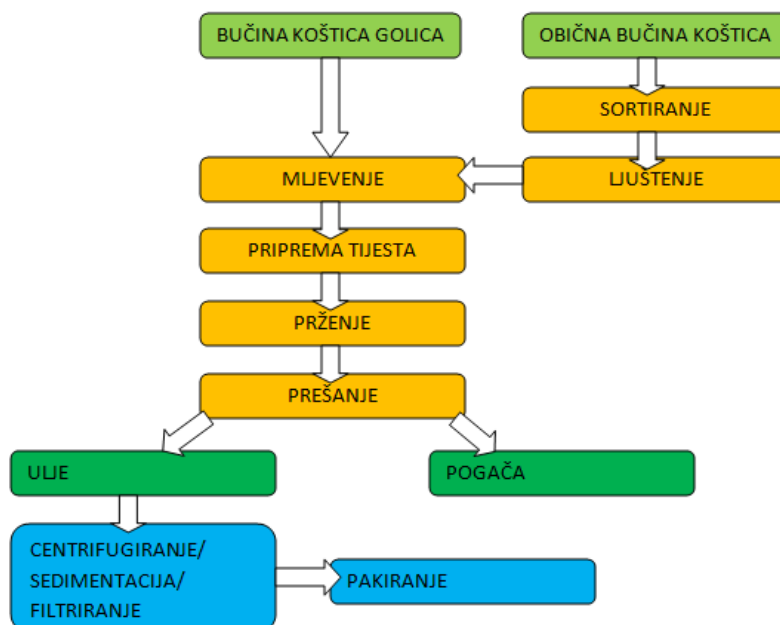 BUČINA KOŠTICA GOLICA
OBIČNA BUČINA KOŠTICA
SORTIRANJE
MLJEVENJE
LJUŠTENJE
PRIPREMA TIJESTA
PRŽENJE
PREŠANJE
ULJE
POGAČA
CENTRIFUGIRANJE/
SEDIMENTACIJA/
FILTRIRANJE
PAKIRANJE